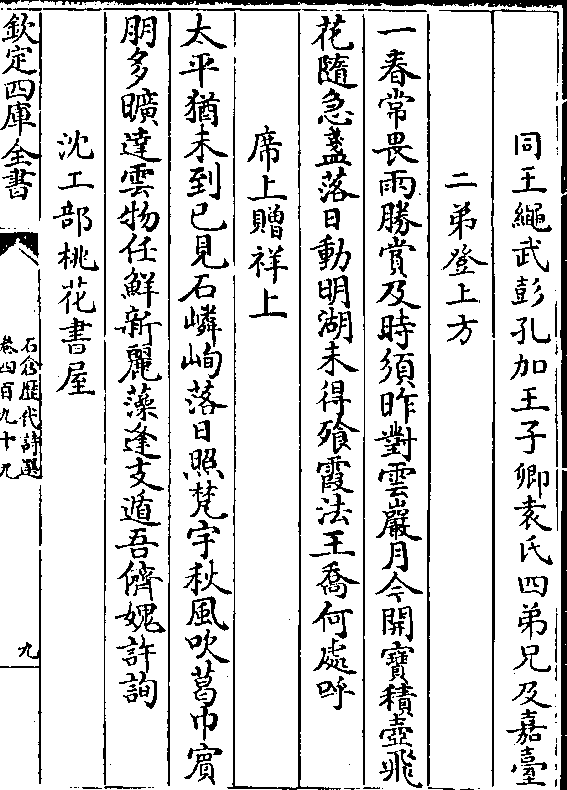 同王繩武彭孔加王子卿袁氏四弟兄及嘉臺
二弟登上方
一春常畏雨勝賞及時須昨對雲巖月今開寶積壺飛
花隨急盞落日動明湖未得飱霞法王喬何處呼
席上贈祥上
太平猶未到已見石嶙峋落日照梵宇秋風吹葛巾賓
朋多曠達雲物任鮮新麗藻逢支遁吾儕媿許詢
沈工部桃花書屋
欽定四庫全書
石倉歷代詩選
卷四百九十九
九